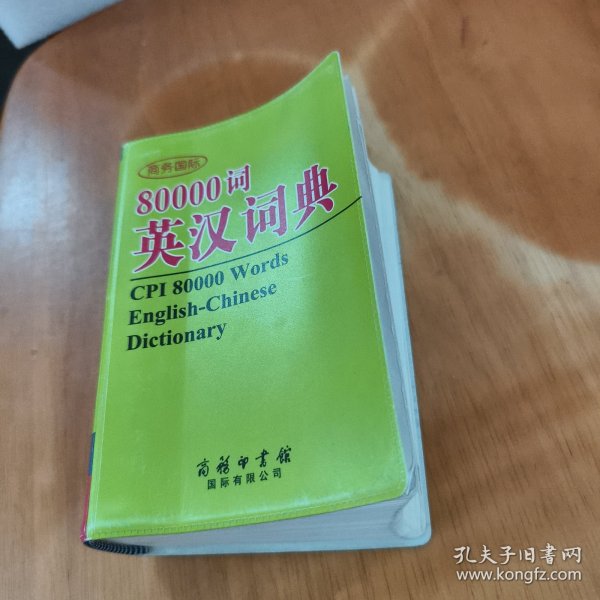 商务国际
80000词
英汉词典
CPI 80000 Words
English-Chinese
Dictionary
商務印書館
国际有限公司
孔夫子旧书网
www.kongfz.com